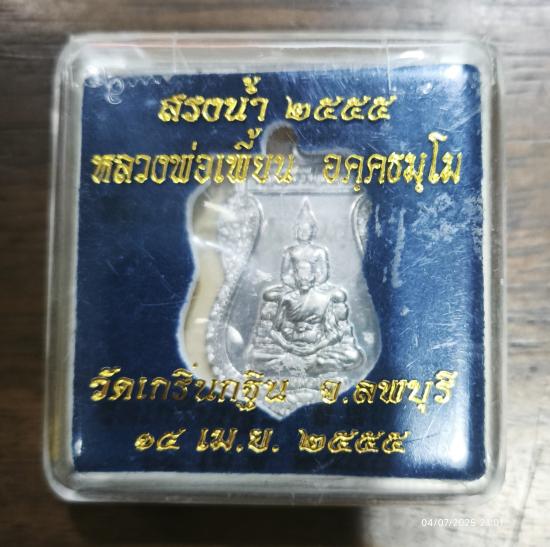 สรงน้ำ ๒๕๕๕
หลวงพ่อเพี้ยน อคฺคธมฺโม
วัดเกริ่นกฐิน จ.ลพบุรี
๑๔ เม.ย. ๒๕๕๕
04/07/2025 21:01